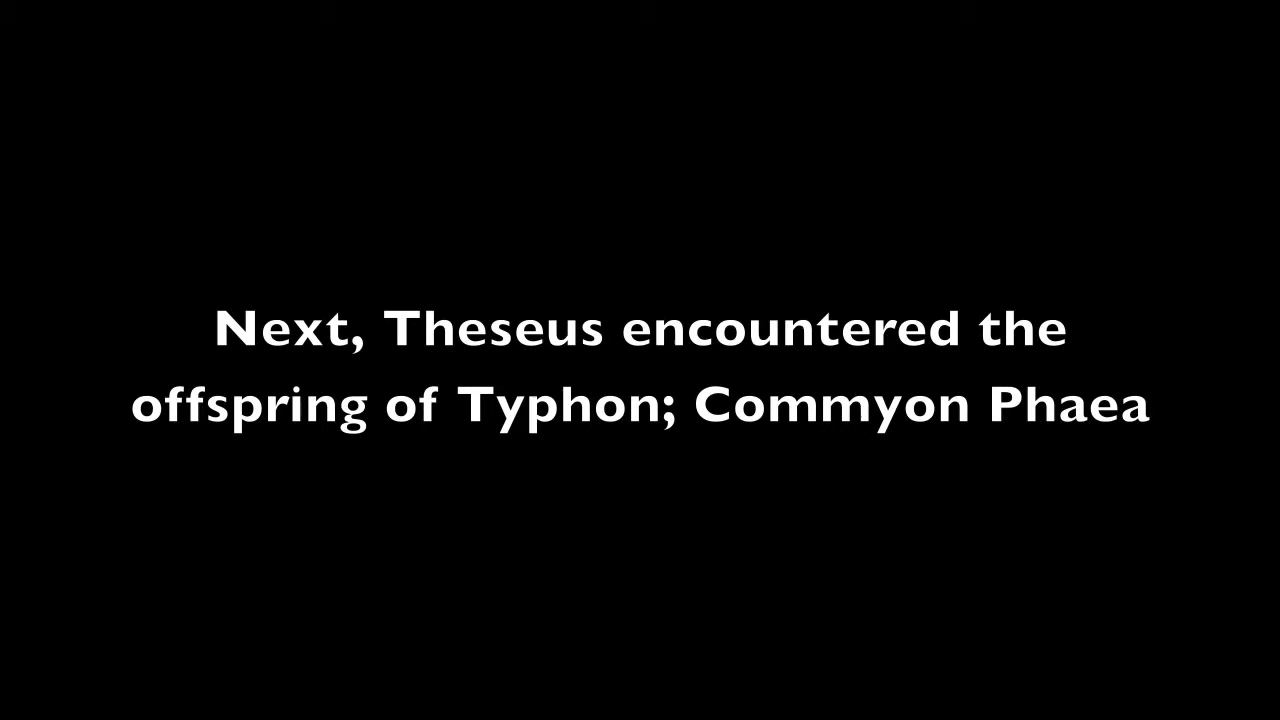 Next, Theseus encountered the
offspring of Typhon; Commyon Phaea